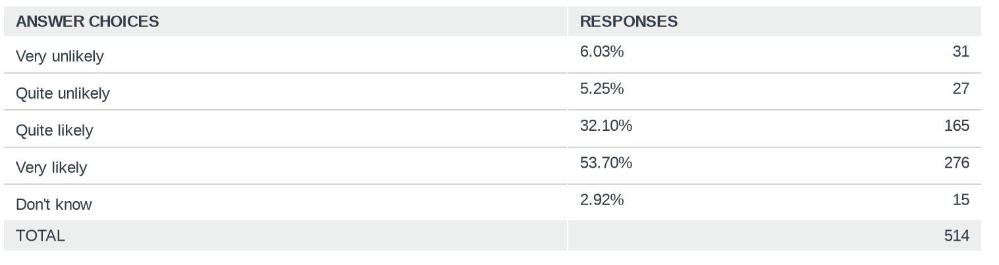 ANSWER CHOICES RESPONSES
Very unlikely 6.03% 31
Quite unlikely 5.25% 27
Quite likely 32.10% 165
Very likely 53.70% 276
Don't know 2.92% 15
TOTAL 514